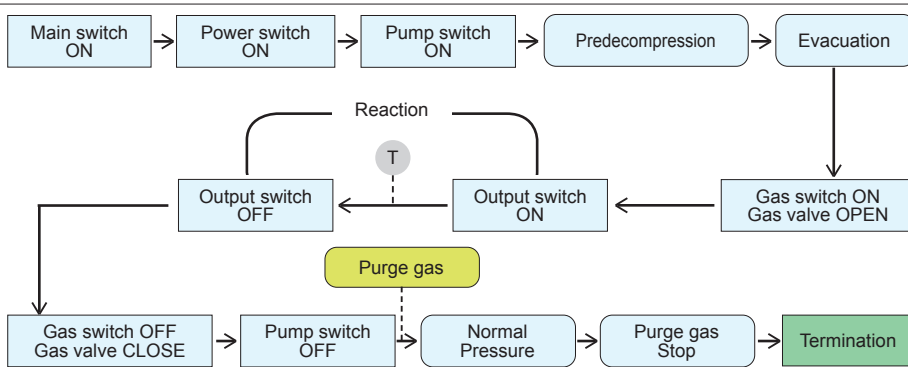 Main switch
ON
Power switch
ON
Pump switch
ON
Predecompression
Evacuation
Reaction
T
Output switch
OFF
Output switch
ON
Gas switch ON
Gas valve OPEN
Purge gas
Gas switch OFF
Gas valve CLOSE
Pump switch
OFF
Normal
Pressure
Purge gas
Stop
Termination